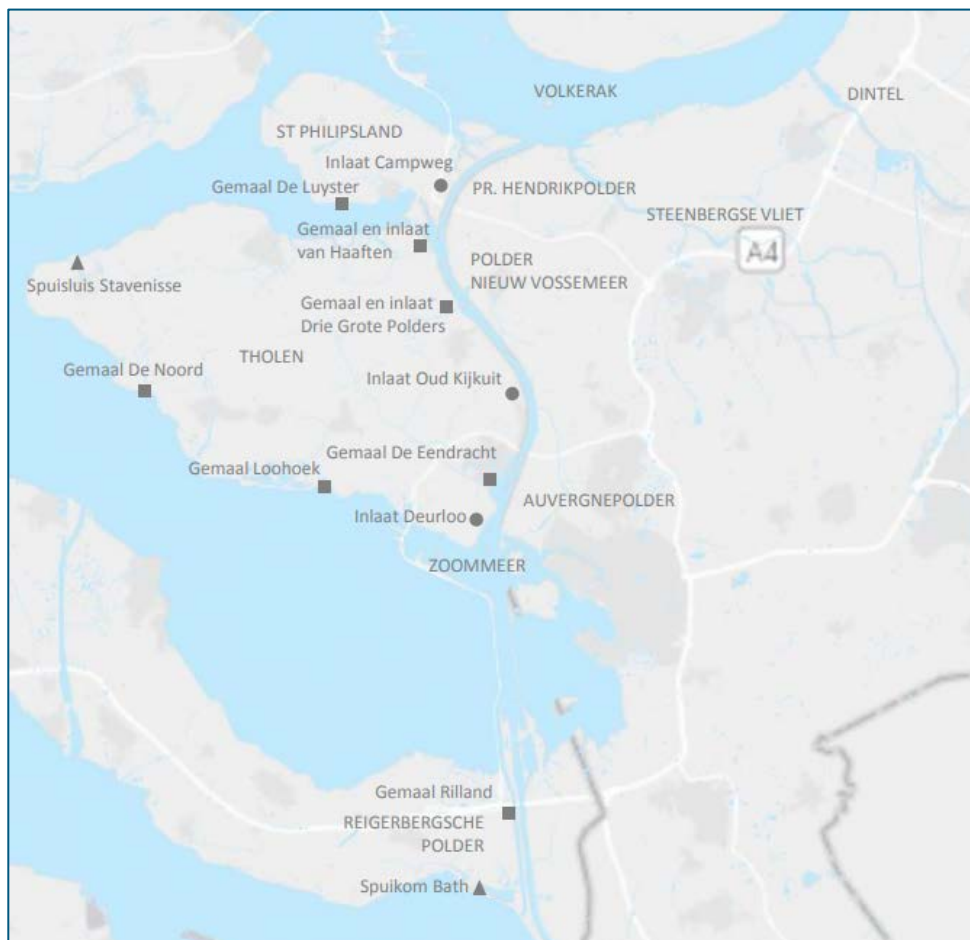 VOLKERAK
DINTEL
ST PHILIPSLAND
Inlaat Campweg
Gemaal De Luyster
PR. HENDRIKPOLDER
STEENBERGSE VLIET
Gemaal en inlaat
van Haaften
A4
POLDER
NIEUW VOSSEMEER
Spuisluis Stavenisse
Gemaal en inlaat
Drie Grote Polders
THOLEN
Gemaal De Noord
Inlaat Oud Kijkuit
Gemaal De Eendracht
Gemaal Loohoek
AUVERGNEPOLDER
Inlaat Deurloo
ZOOMMEER
Gemaal Rilland
REIGERBERGSCHE
POLDER
Spuikom Bath